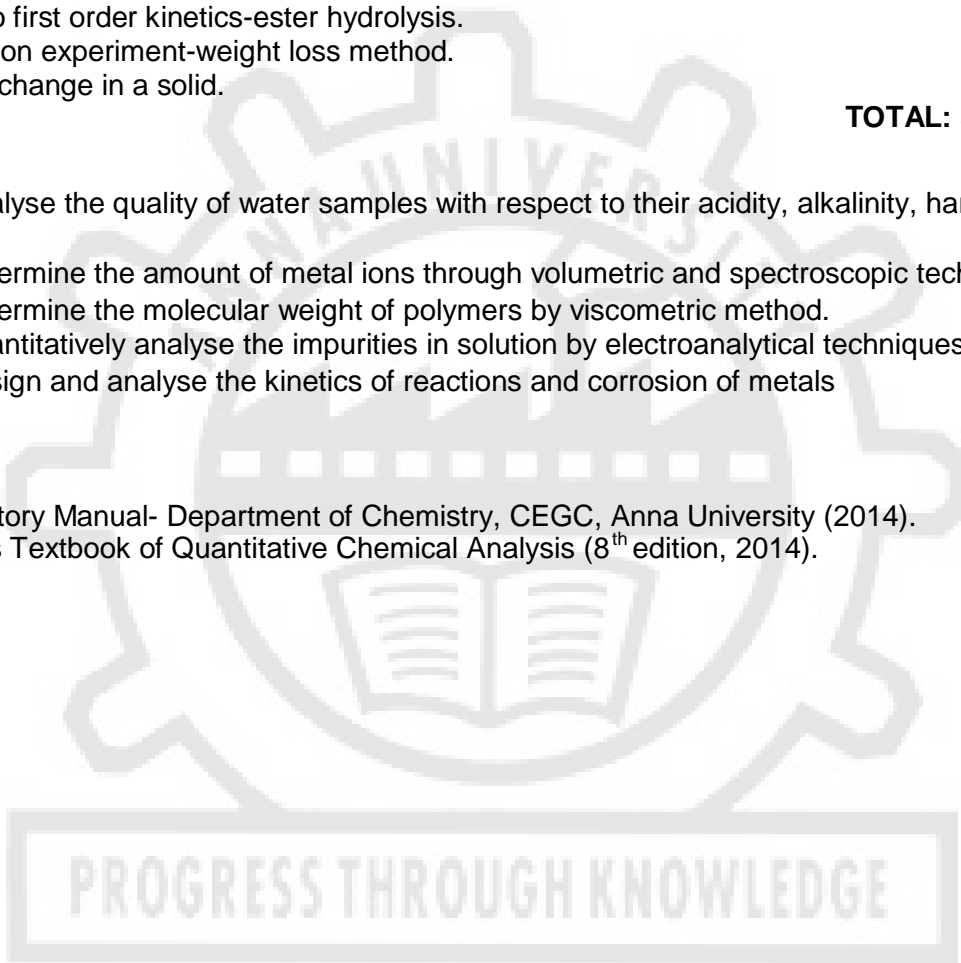 o first order kinetics-ester hydrolysis.
on experiment-weight loss method.
change in a solid.
TOTAL:
alyse the quality of water samples with respect to their acidity, alkalinity, har
ermine the amount of metal ions through volumetric and spectroscopic tech
ermine the molecular weight of polymers by viscometric method.
antitatively analyse the impurities in solution by electroanalytical techniques
sign and analyse the kinetics of reactions and corrosion of metals
tory Manual- Department of Chemistry, CEGC, Anna University (2014).
s Textbook of Quantitative Chemical Analysis (8th edition, 2014).
ANNA UNIVERSITY
PROGRESS THROUGH KNOWLEDGE